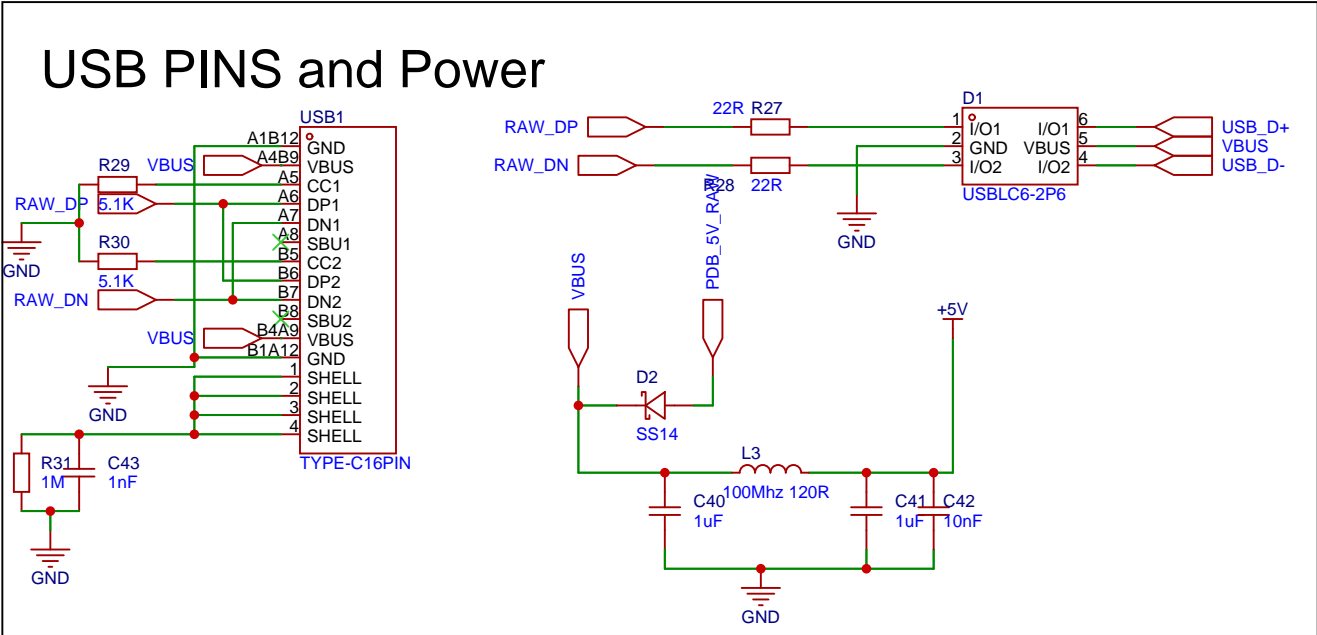 USB PINS and Power
USB1
A1B12
GND
VBUS
A4B9
VBUS
R29
A5
CC1
RAW_DP
5.1K
A6
DP1
A7
DN1
A8
SBU1
R30
B5
CC2
GND
5.1K
B6
DP2
RAW_DN
B7
DN2
B8
SBU2
VBUS
B4A9
VBUS
B1A12
GND
1
SHELL
2
SHELL
3
SHELL
4
SHELL
TYPE-C16PIN
GND
R31
1M
C43
1nF
GND
RAW_DP
22R
R27
RAW_DN
R28
22R
D1
1
I/O1
I/O1
6
2
GND
VBUS
5
3
I/O2
I/O2
4
USBLC6-2P6
USB_D+
VBUS
USB_D-
GND
VBUS
PDB_5V_RAW
D2
SS14
+5V
L3
100Mhz 120R
C40
1uF
C41
1uF
C42
10nF
GND